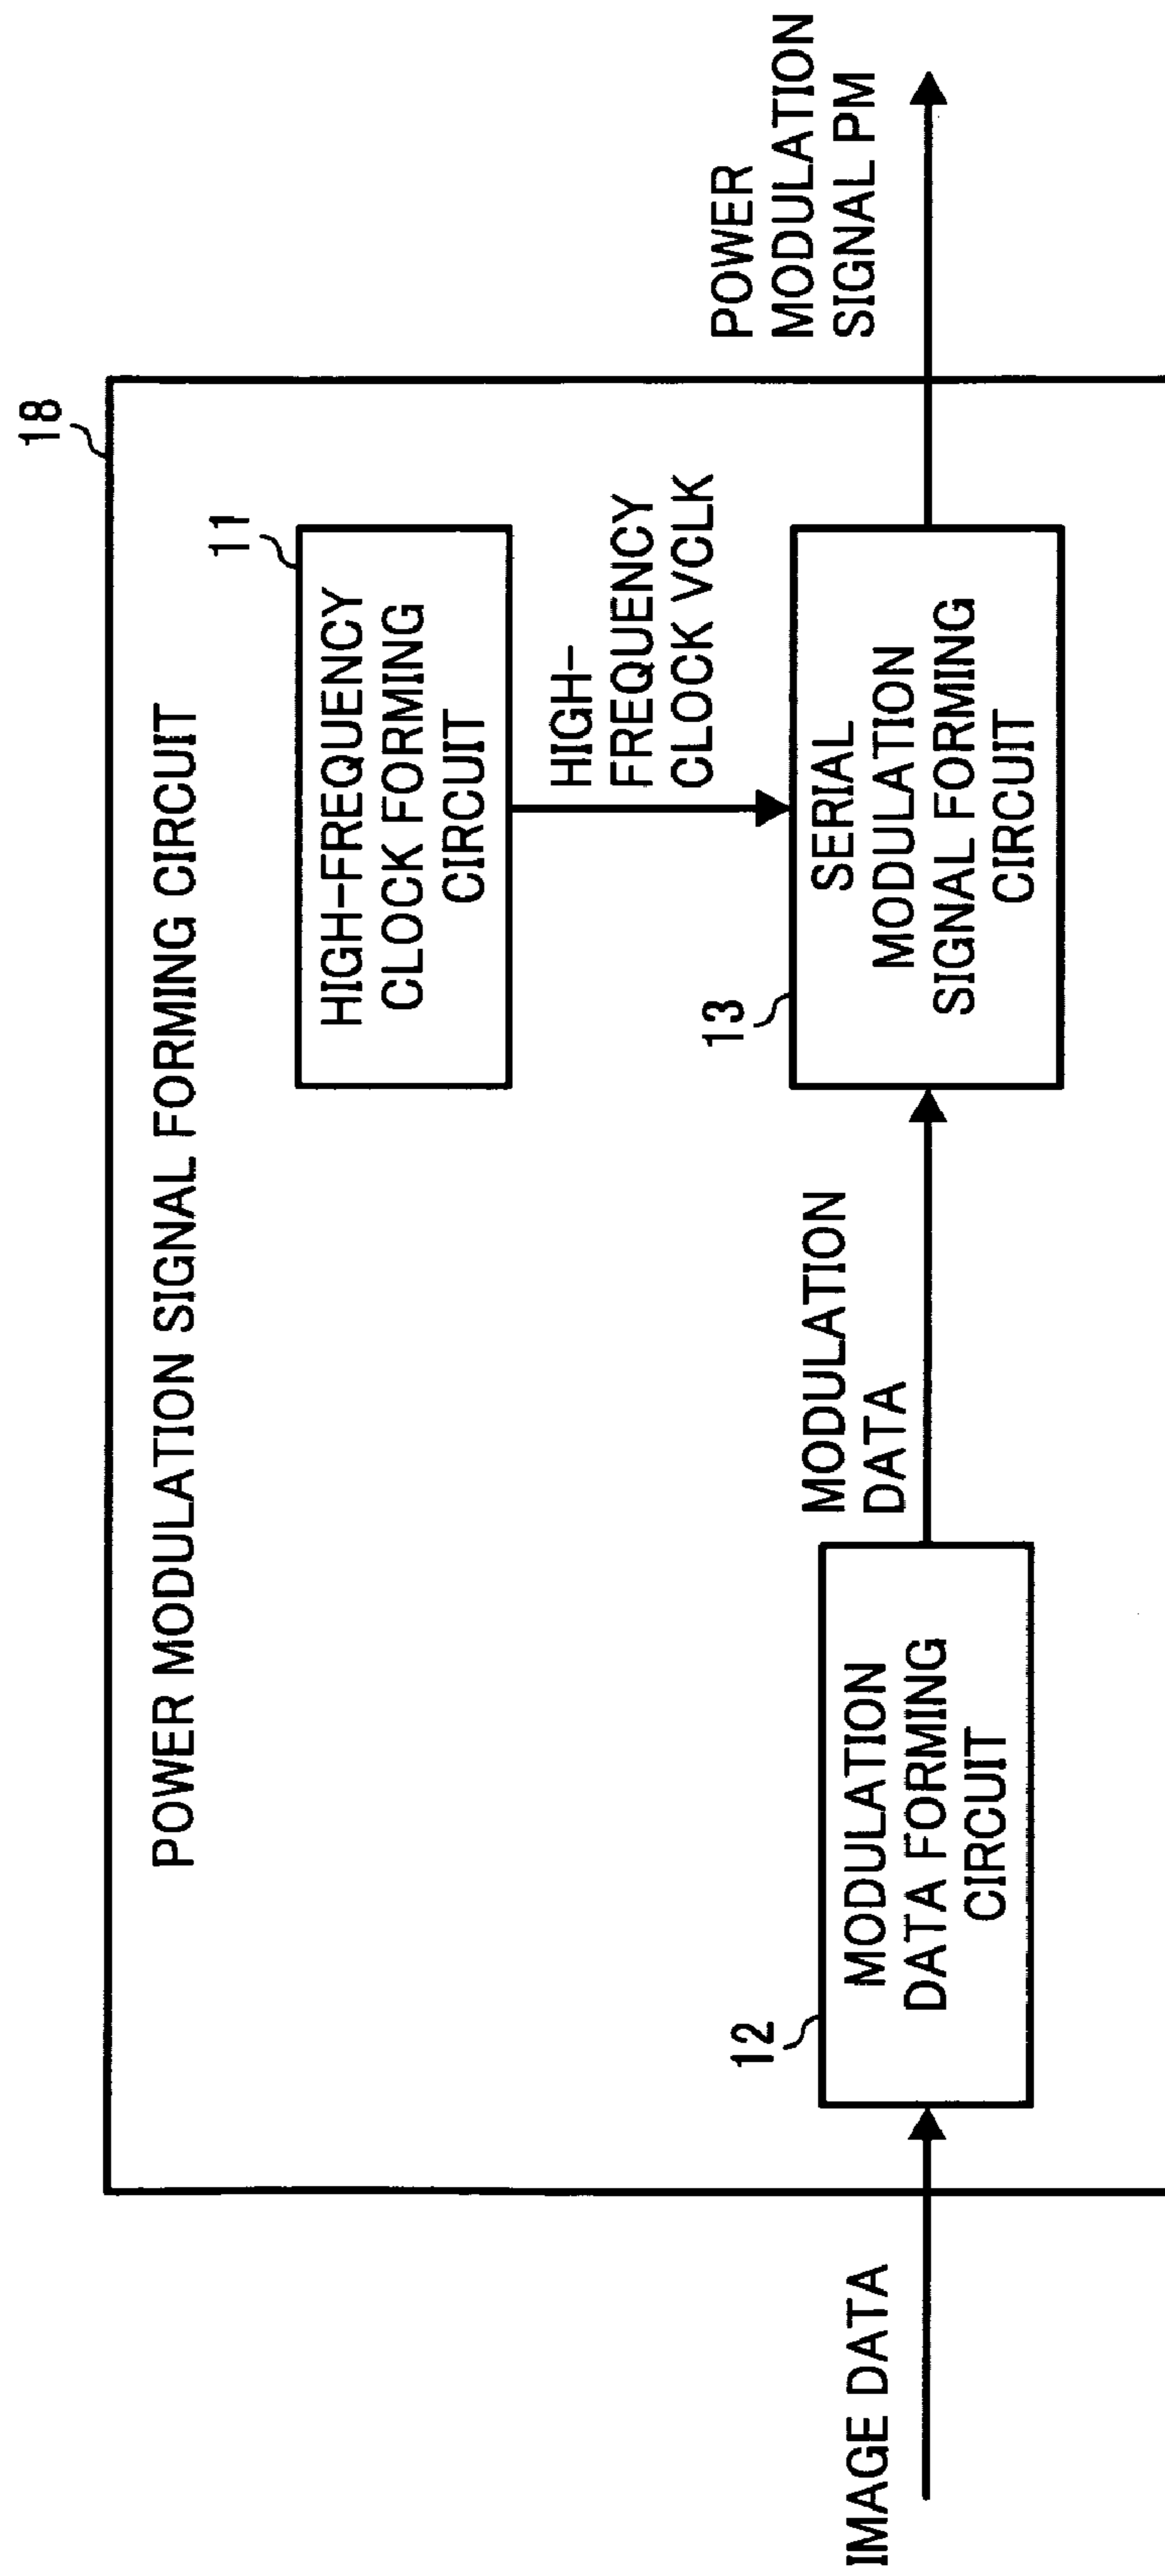 18
POWER MODULATION SIGNAL FORMING CIRCUIT
11
HIGH-FREQUENCY
CLOCK FORMING
CIRCUIT
HIGH-
FREQUENCY
CLOCK VCLK
POWER
MODULATION
SIGNAL PM
12
MODULATION
DATA FORMING
CIRCUIT
MODULATION
DATA
13
SERIAL
MODULATION
SIGNAL FORMING
CIRCUIT
IMAGE DATA